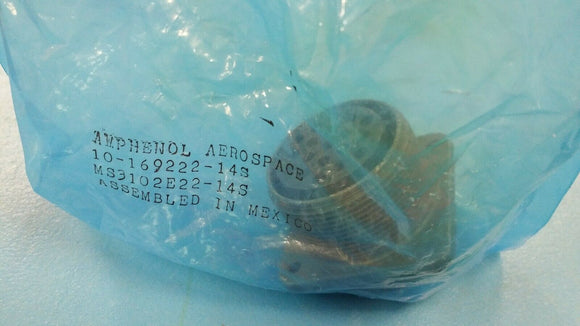 AMPHENOL AEROSPACE
10-169222-14S
MS3102E22-14S
ASSEMBLED IN MEXICO